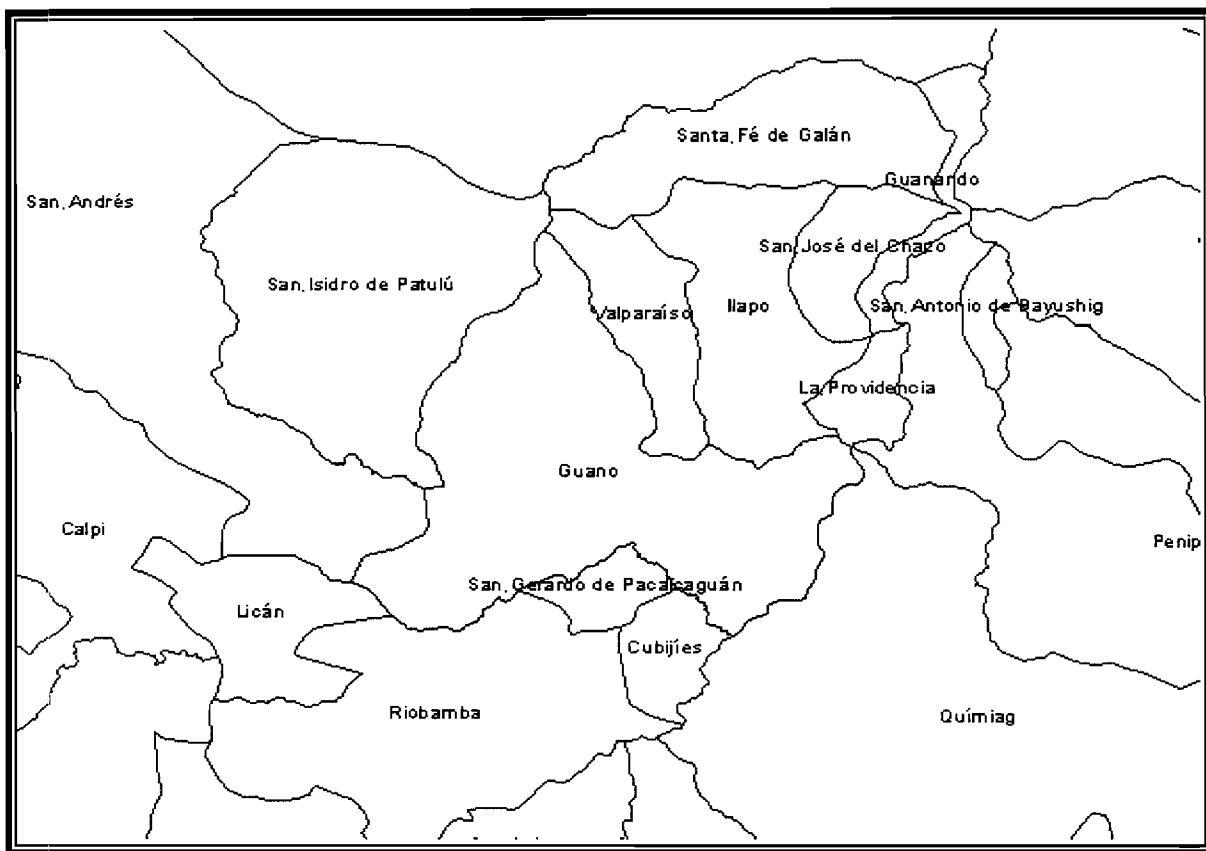 Santa.Fé de Galán
Guanando
San.Andrés
San.José del Chazo
San.Isidro de Patulú
Valparaíso
Ilapo
San.Antonio de Bayushig
La.Providencia
Guano
Calpi
Penip
San.Gerardo de Pacaicaguán
Licán
Cubijíes
Riobamba
Químiag